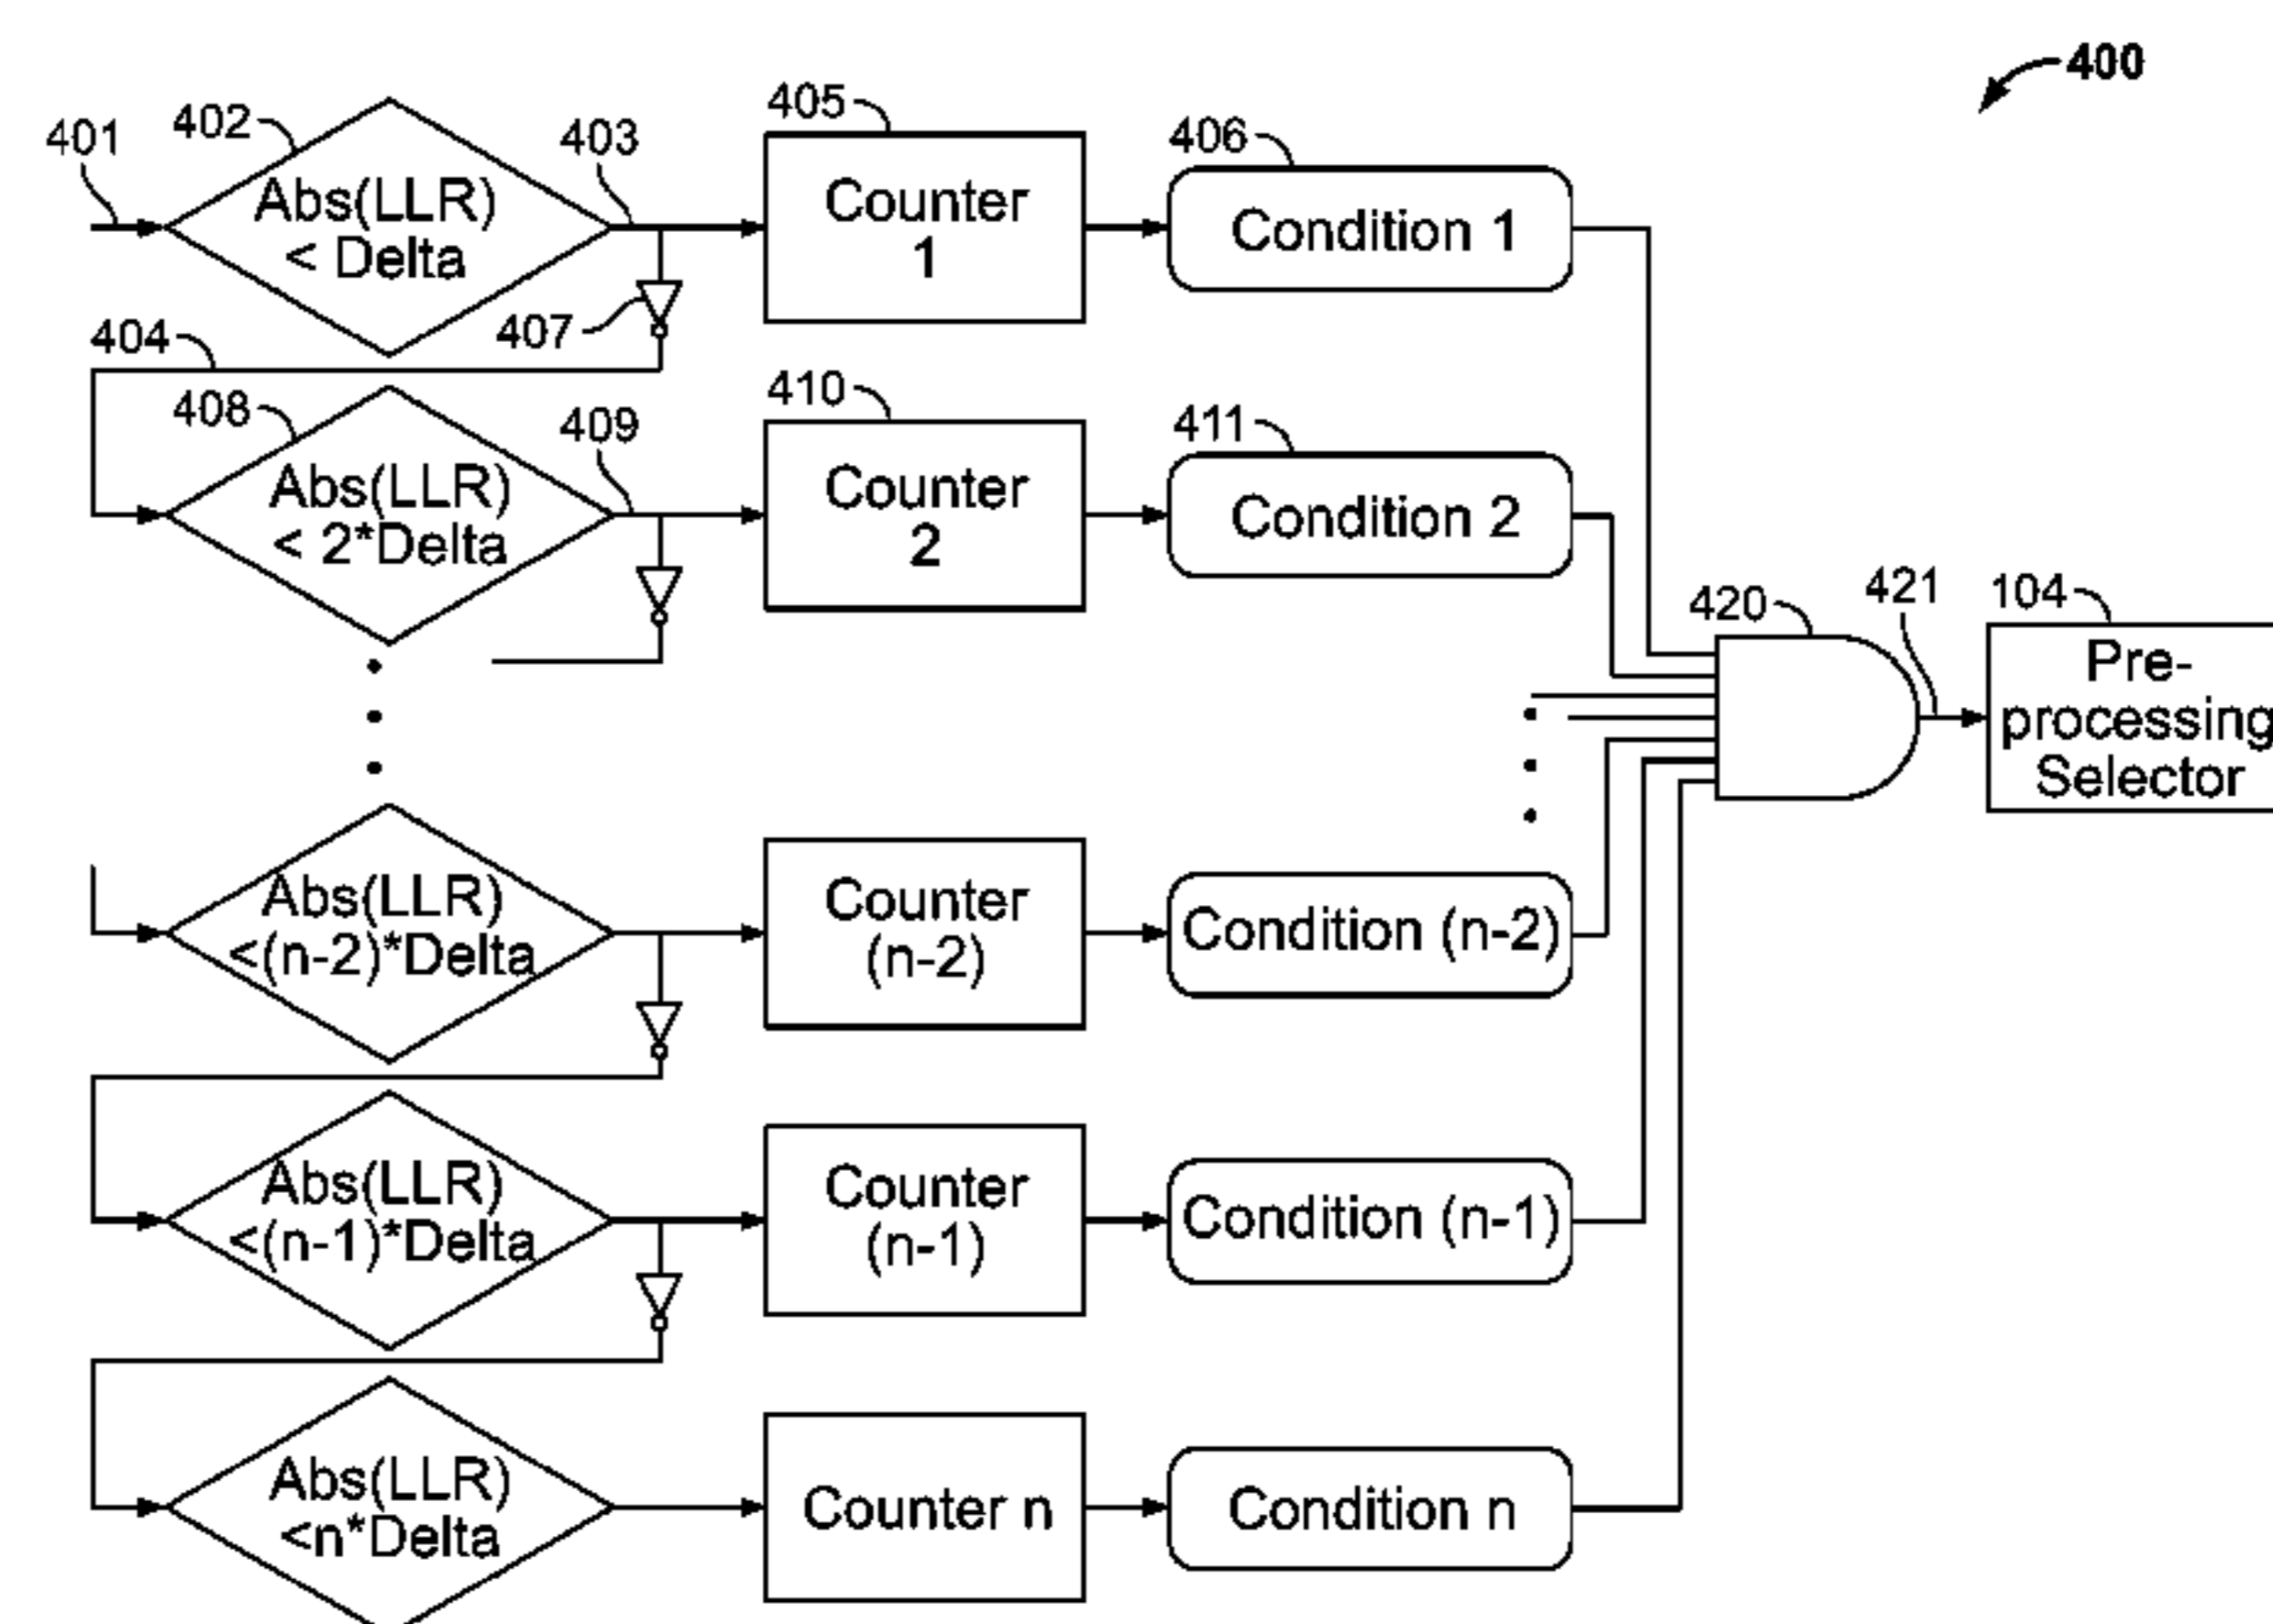 400
401
402
Abs(LLR)
< Delta
403
405
Counter
1
406
Condition 1
407
404
408
Abs(LLR)
< 2*Delta
409
410
Counter
2
411
Condition 2
420
421
104
Pre-
processing
Selector
Abs(LLR)
<(n-2)*Delta
Counter
(n-2)
Condition (n-2)
Abs(LLR)
<(n-1)*Delta
Counter
(n-1)
Condition (n-1)
Abs(LLR)
<n*Delta
Counter n
Condition n